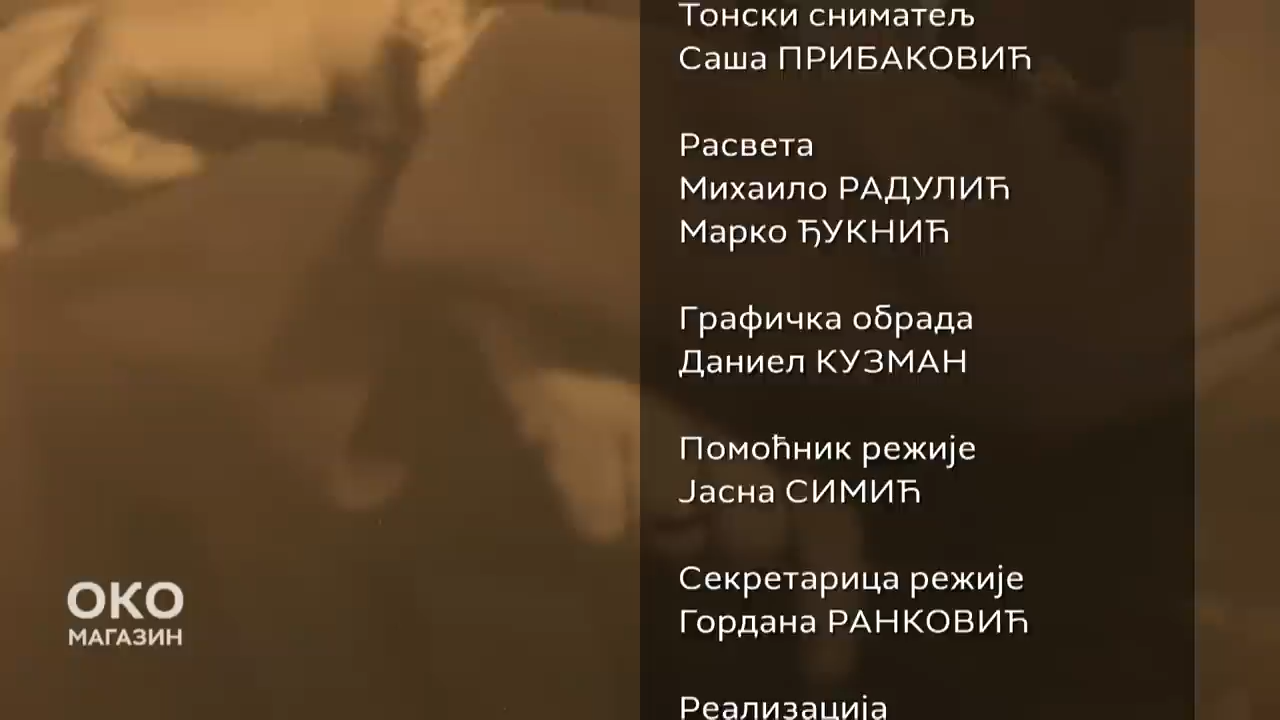 Тонски сниматељ
Саша ПРИБАКОВИЋ
Расвета
Михаило РАДУЛИЋ
Марко ЂУКНИЋ
Графичка обрада
Даниел КУЗМАН
Помоћник режије
Јасна СИМИЋ
Секретарица режије
Гордана РАНКОВИЋ
Реализација
ОКО
МАГАЗИН